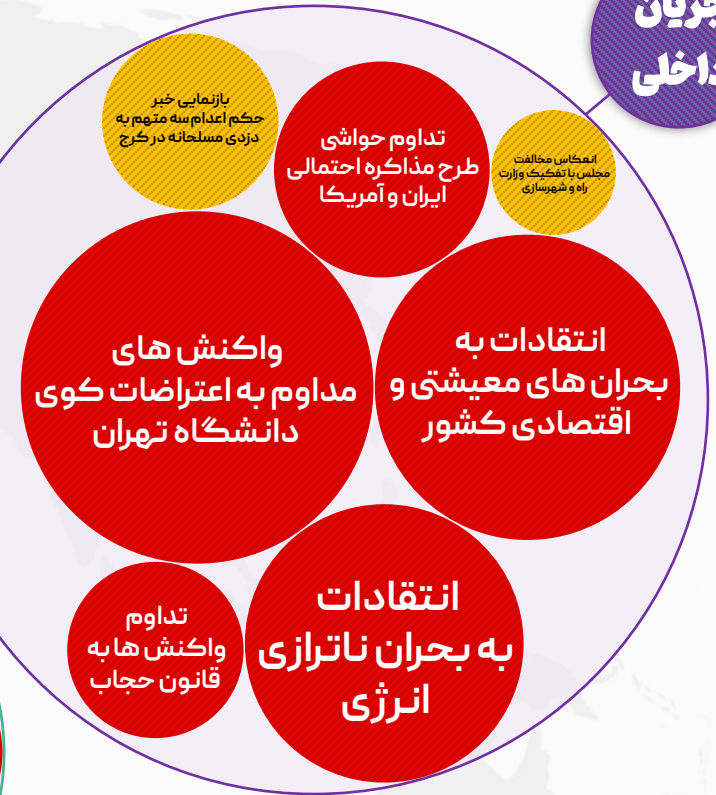 جریان
داخلی
بازنمایی خبر
حکم اعدام سه متهم به
دزدی مسلحانه در کرج
تداوم حواشی
طرح مذاکره احتمالی
ایران و آمریکا
انعکاس مخالفت
مجلس با تفکیک وزارت
راه و شهرسازی
واکنش های
مداوم به اعتراضات کوی
دانشگاه تهران
انتقادات به
بحران های معیشتی و
اقتصادی کشور
تداوم
واکنش ها به
قانون حجاب
انتقادات
به بحران ناترازی
انرژی